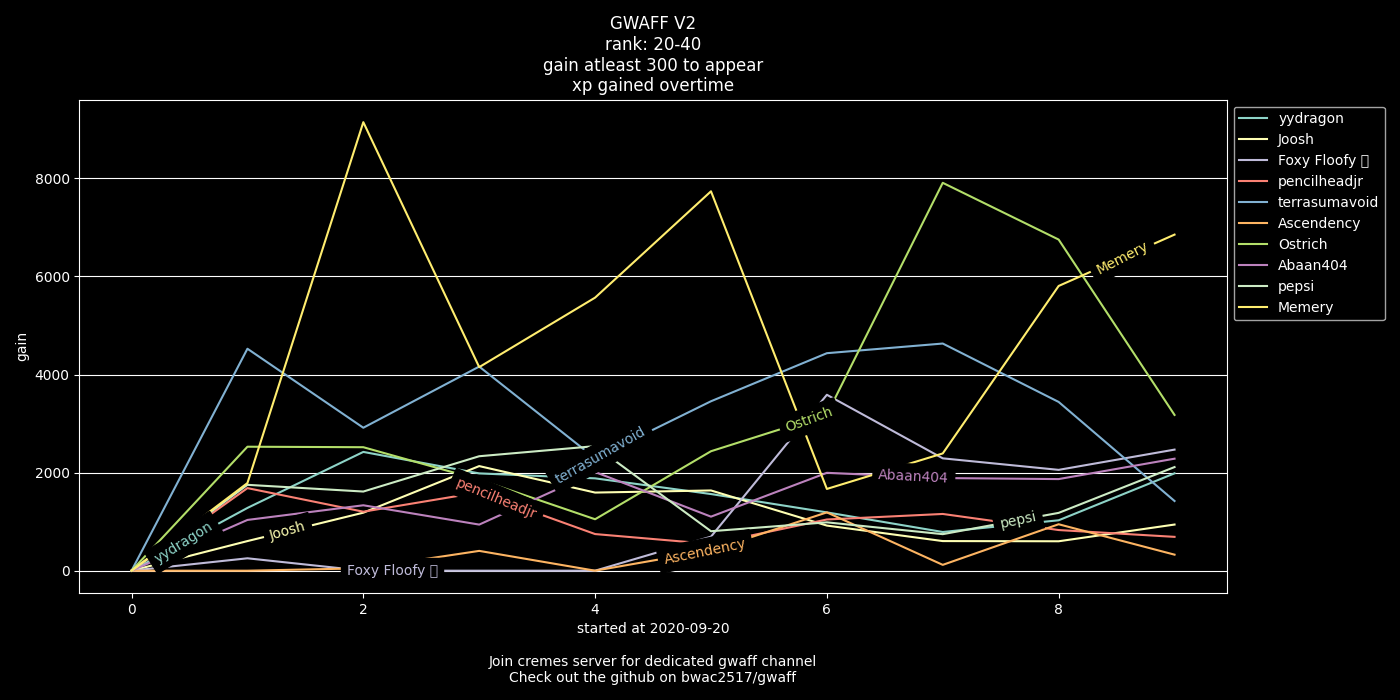 GWAFF V2
rank: 20-40
gain atleast 300 to appear
xp gained overtime
gain
8000
6000
4000
2000
0
0 2 4 6 8
started at 2020-09-20
Join cremes server for dedicated gwaff channel
Check out the github on bwac2517/gwaff
yydragon
Joosh
Foxy Floofy
pencilheadjr
terrasumavoid
Ascendency
Ostrich
Abaan404
pepsi
Memery
yydragon
Joosh
Foxy Floofy
pencilheadjr
terrasumavoid
Ascendency
Ostrich
Abaan404
pepsi
Memery